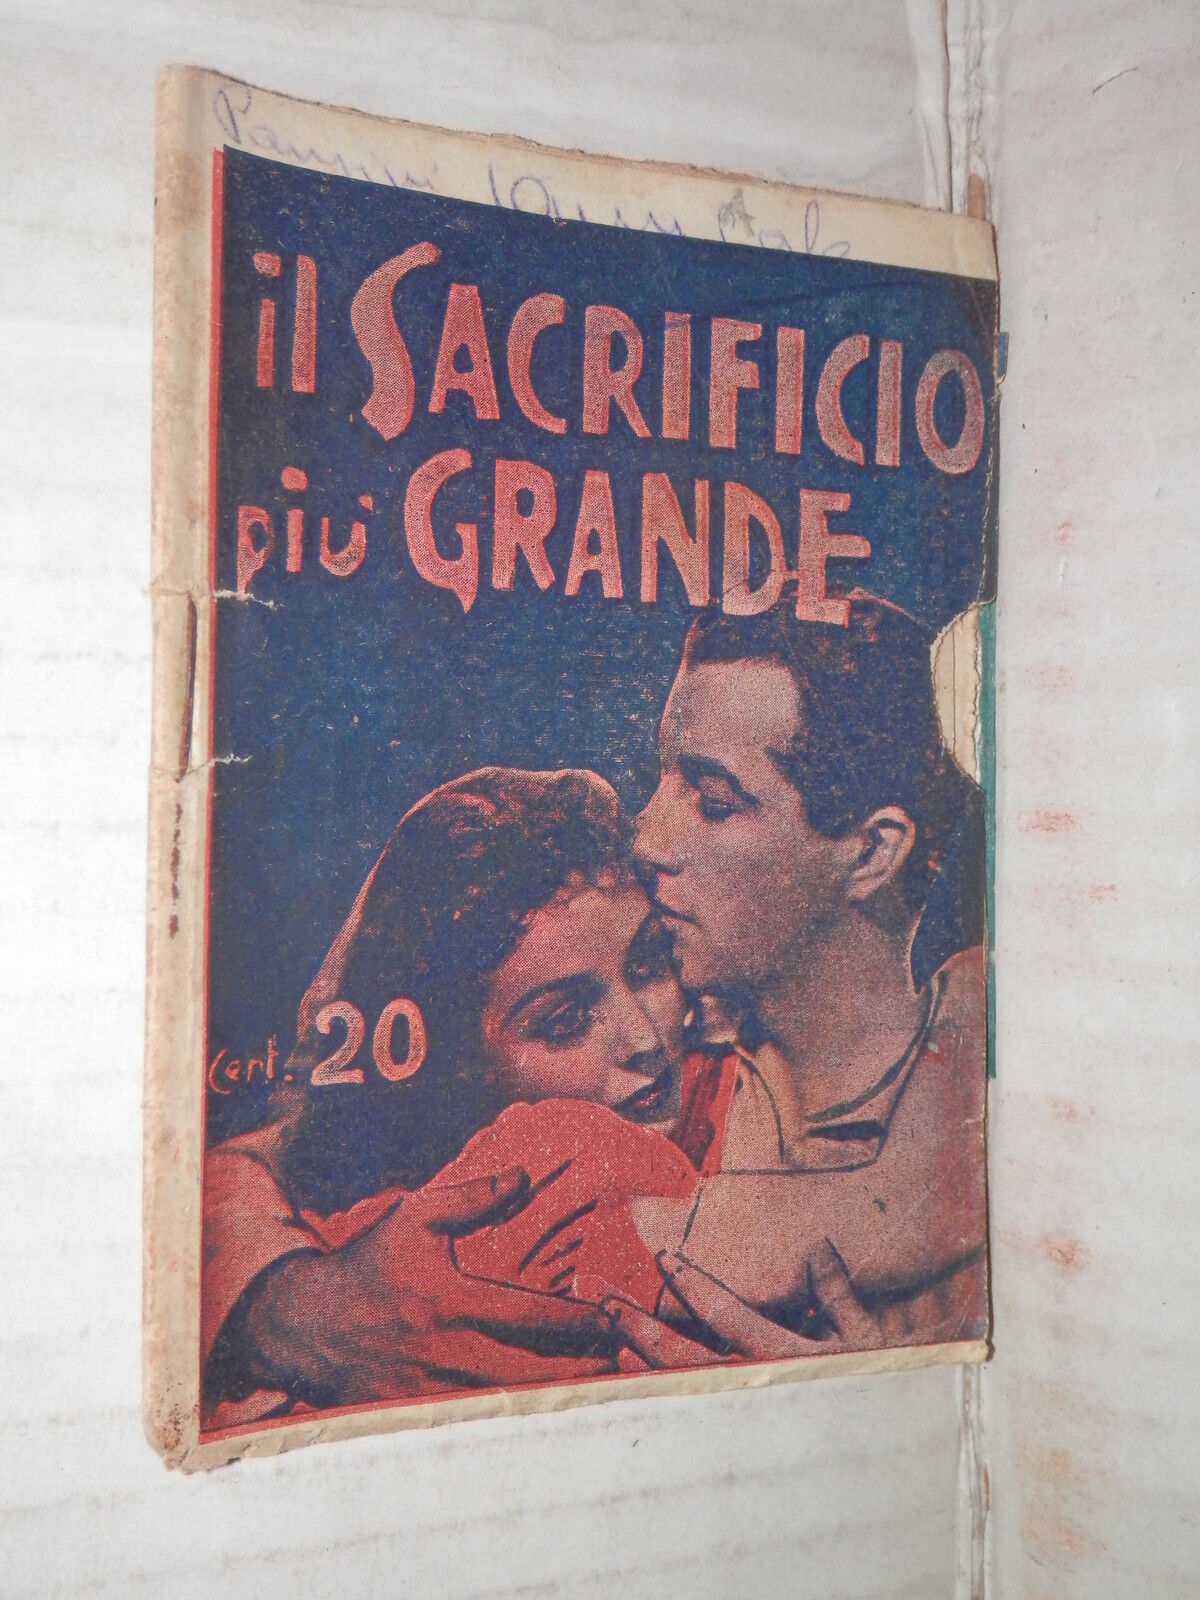 il SACRIFICIO
più GRANDE
Cent. 20